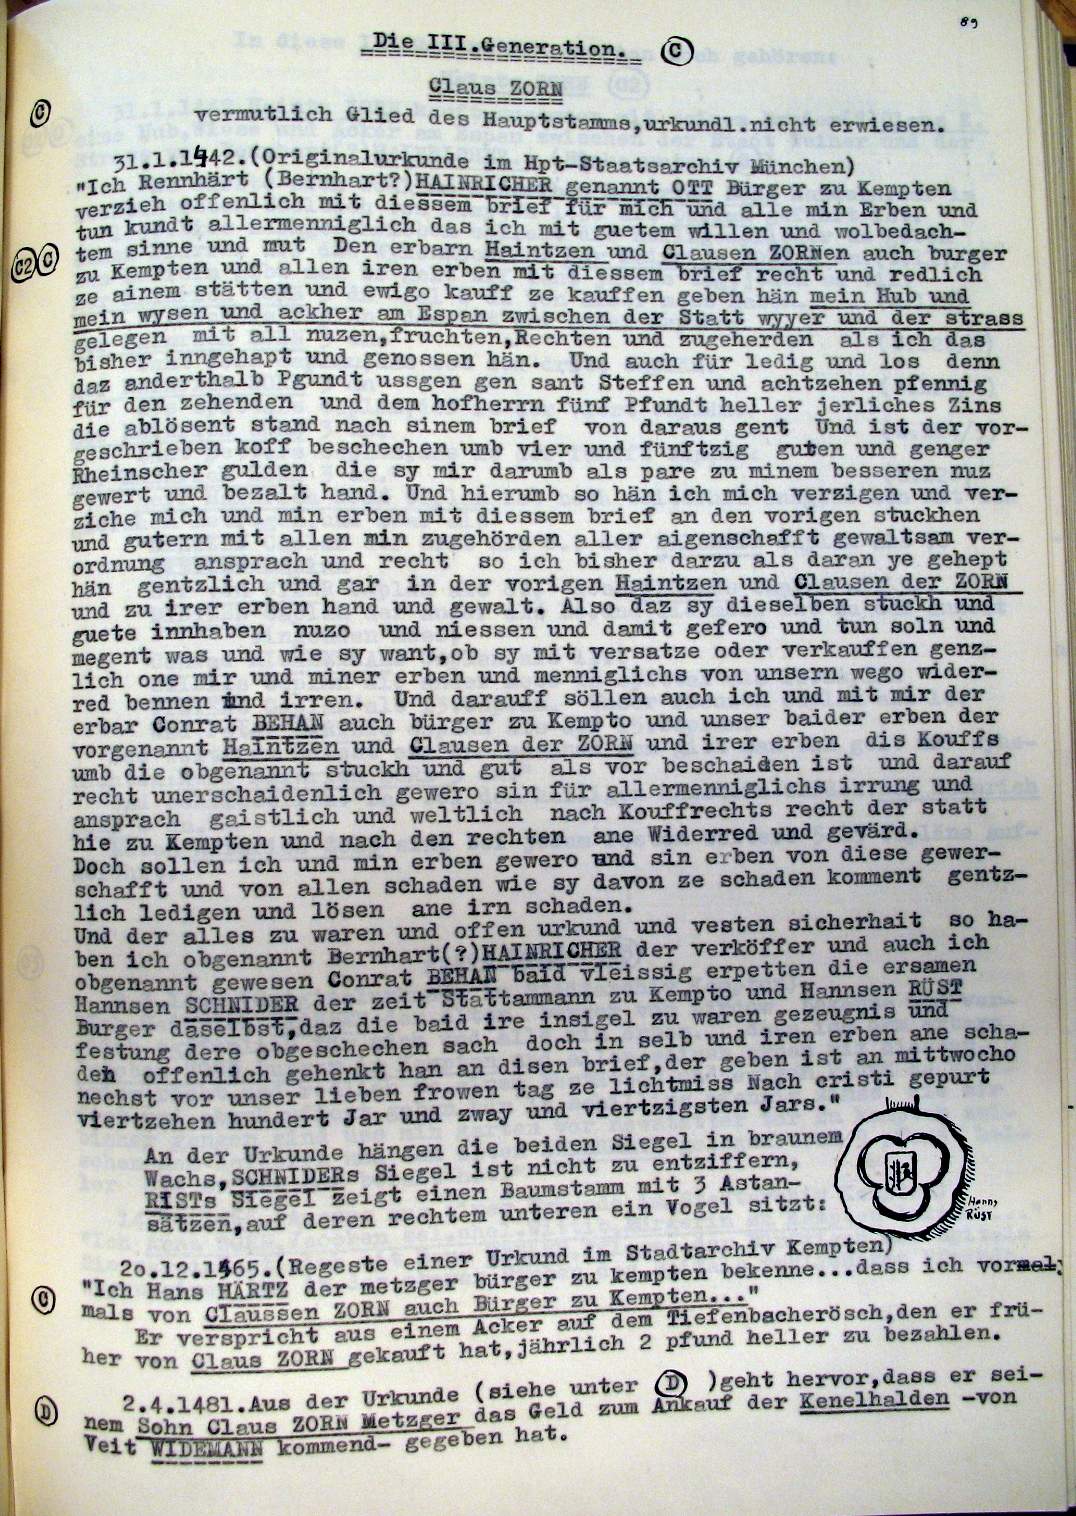 89
Die III.Generation. C
Claus ZORN
C
vermutlich Glied des Hauptstamms,urkundl.nicht erwiesen.
31.1.1442.(Originalurkunde im Hpt-Staatsarchiv München)
"Ich Rennhärt (Bernhart?)HAINRICHER genannt OTT Bürger zu Kempten
verzieh offenlich mit diessem brief für mich und alle min Erben und
tun kundt allermenniglich das ich mit guetem willen und wolbedach-
C2 C tem sinne und mut Den erbarn Haintzen und Clausen ZORNen auch burger
zu Kempten und allen iren erben mit diessem brief recht und redlich
ze ainem stätten und ewigo kauff ze kauffen geben hän mein Hub und
mein wysen und ackher am Espan zwischen der Statt wyyer und der strass
gelegen mit all nuzen,fruchten,Rechten und zugeherden als ich das
bisher inngehapt und genossen hän. Und auch für ledig und los denn
daz anderthalb Pgundt ussgen gen sant Steffen und achtzehen pfennig
für den zehenden und dem hofherrn fünf Pfundt heller jerliches Zins
die ablösent stand nach sinem brief von daraus gent Und ist der vor-
geschrieben koff beschechen umb vier und fünftzig guten und genger
Rheinscher gulden die sy mir darumb als pare zu minem besseren nuz
gewert und bezalt hand. Und hierumb so hän ich mich verzigen und ver-
ziche mich und min erben mit diessem brief an den vorigen stuckhen
und gutern mit allen min zugehörden aller aigenschafft gewaltsam ver-
ordnung ansprach und recht so ich bisher darzu als daran ye gehept
hän gentzlich und gar in der vorigen Haintzen und Clausen der ZORN
und zu irer erben hand und gewalt. Also daz sy dieselben stuckh und
guete innhaben nuzo und niessen und damit gefero und tun soln und
megent was und wie sy want,ob sy mit versatze oder verkauffen genz-
lich one mir und miner erben und menniglichs von unsern wego wider-
red bennen und irren. Und darauff söllen auch ich und mit mir der
erbar Conrat BEHAN auch bürger zu Kempto und unser baider erben der
vorgenannt Haintzen und Clausen der ZORN und irer erben dis Kouffs
umb die obgenannt stuckh und gut als vor beschaiden ist und darauf
recht unerschaidenlich gewero sin für allermenniglichs irrung und
ansprach gaistlich und weltlich nach Kouffrechts recht der statt
hie zu Kempten und nach den rechten ane Widerred und gevärd.
Doch sollen ich und min erben gewero und sin erben von diese gewer-
schafft und von allen schaden wie sy davon ze schaden komment gentz-
lich ledigen und lösen ane irn schaden.
Und der alles zu waren und offen urkund und vesten sicherhait so ha-
ben ich obgenannt Bernhart(?)HAINRICHER der verköffer und auch ich
obgenannt gewesen Conrat BEHAN baid vleissig erpetten die ersamen
Hannsen SCHNIDER der zeit Stattammann zu Kempto und Hannsen RÜST
Burger daselbst,daz die baid ire insigel zu waren gezeugnis und
festung dere obgeschechen sach doch in selb und iren erben ane scha-
den offenlich gehenkt han an disen brief,der geben ist an mittwocho
nechst vor unser lieben frowen tag ze lichtmiss Nach cristi gepurt
viertzehen hundert Jar und zway und viertzigsten Jars."
An der Urkunde hängen die beiden Siegel in braunem
Wachs,SCHNIDERs Siegel ist nicht zu entziffern,
RISTs Siegel zeigt einen Baumstamm mit 3 Astan-
sätzen,auf deren rechtem unteren ein Vogel sitzt:
Hanns
RÜST
20.12.1465.(Regeste einer Urkund im Stadtarchiv Kempten)
"Ich Hans HÄRTZ der metzger bürger zu kempten bekenne...dass ich vormal;
C mals von Claussen ZORN auch Bürger zu Kempten..."
Er verspricht aus einem Acker auf dem Tiefenbacherösch,den er frü-
her von Claus ZORN gekauft hat,jährlich 2 pfund heller zu bezahlen.
2.4.1481.Aus der Urkunde (siehe unter D )geht hervor,dass er sei-
D nem Sohn Claus ZORN Metzger das Geld zum Ankauf der Kenelhalden -von
Veit WIDEMANN kommend- gegeben hat.